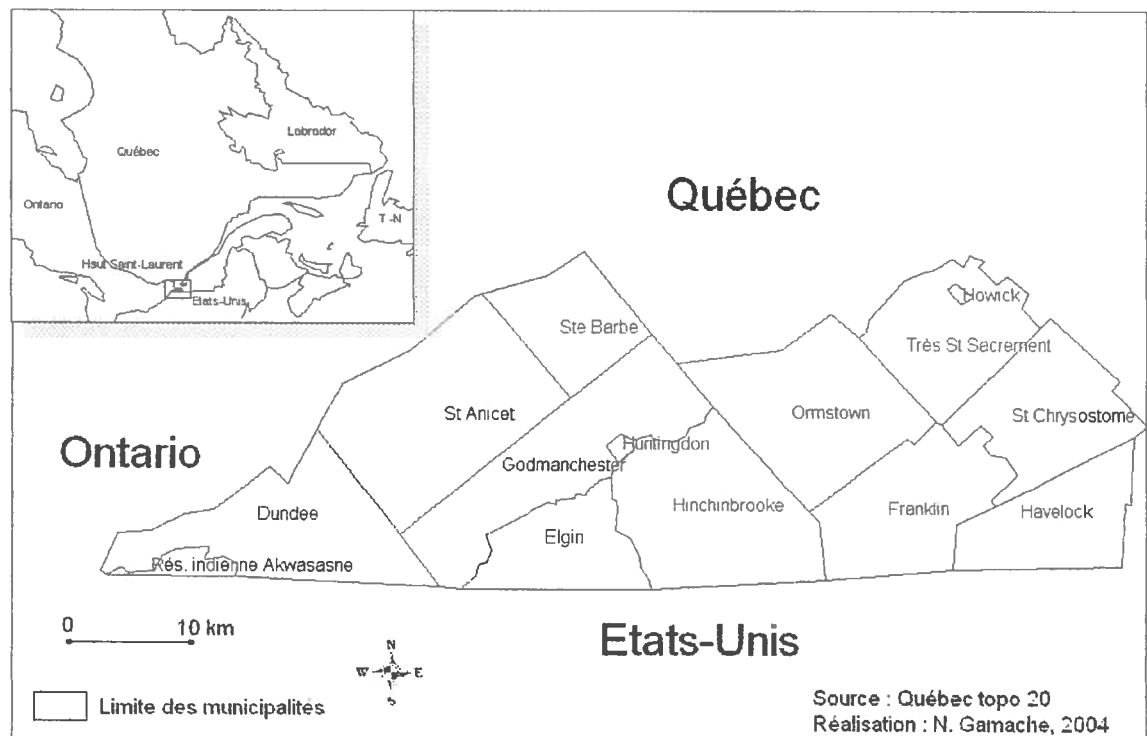 Labrador
Québec
Ontario
T-N
Haut Saint-Laurent
Etats-Unis
Québec
Howick
Ste Barbe
Très St Sacrement
St Anicet
Ormstown
St Chrysostome
Ontario
Huntingdon
Godmanchester
Hinchinbrooke
Franklin
Havelock
Dundee
Elgin
Rés. indienne Akwasasne
0 10 km
Etats-Unis
N
W E
S
Limite des municipalités
Source : Québec topo 20
Réalisation : N. Gamache, 2004